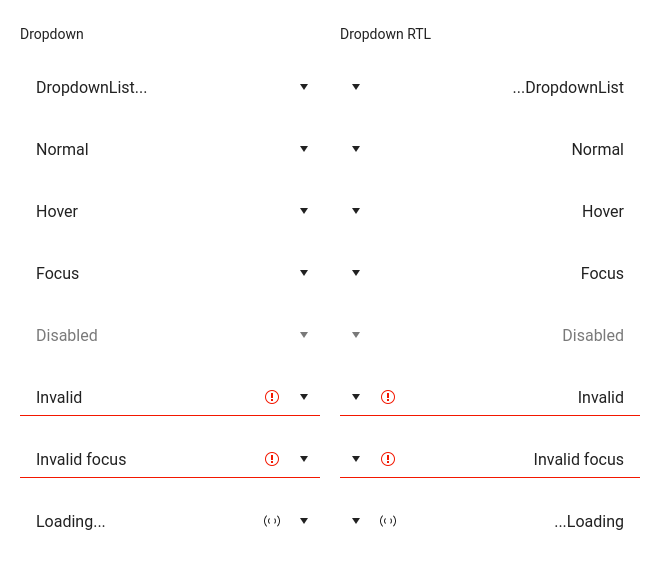 Dropdown
DropdownList...
Normal
Hover
Focus
Disabled
Invalid
Invalid focus
Loading...
Dropdown RTL
...DropdownList
Normal
Hover
Focus
Disabled
Invalid
Invalid focus
...Loading